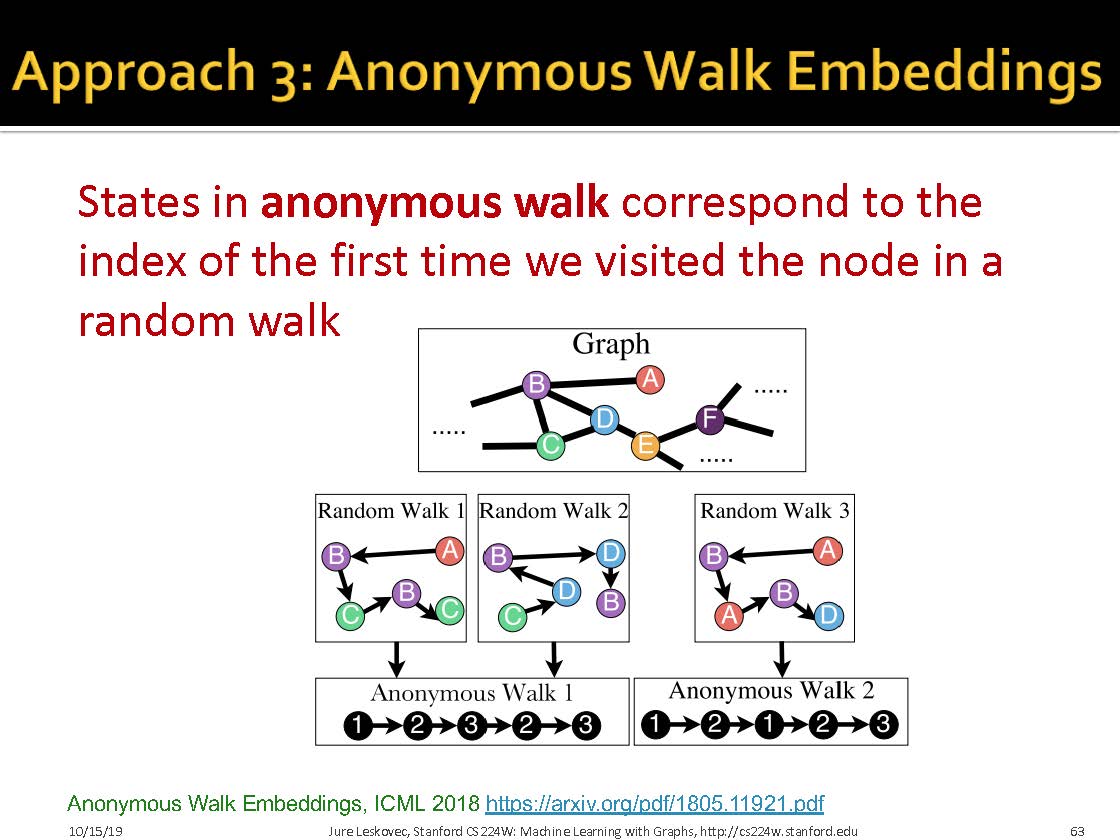 Approach 3: Anonymous Walk Embeddings
States in anonymous walk correspond to the
index of the first time we visited the node in a
random walk
Graph
B A
.....
D F
.....
C E
.....
Random Walk 1 Random Walk 2 Random Walk 3
B A B D B A
B D B
C C C B A D
Anonymous Walk 1 Anonymous Walk 2
1 2 3 2 3 1 2 1 2 3
Anonymous Walk Embeddings, ICML 2018 https://arxiv.org/pdf/1805.11921.pdf
10/15/19 Jure Leskovec, Stanford CS224W: Machine Learning with Graphs, http://cs224w.stanford.edu 63